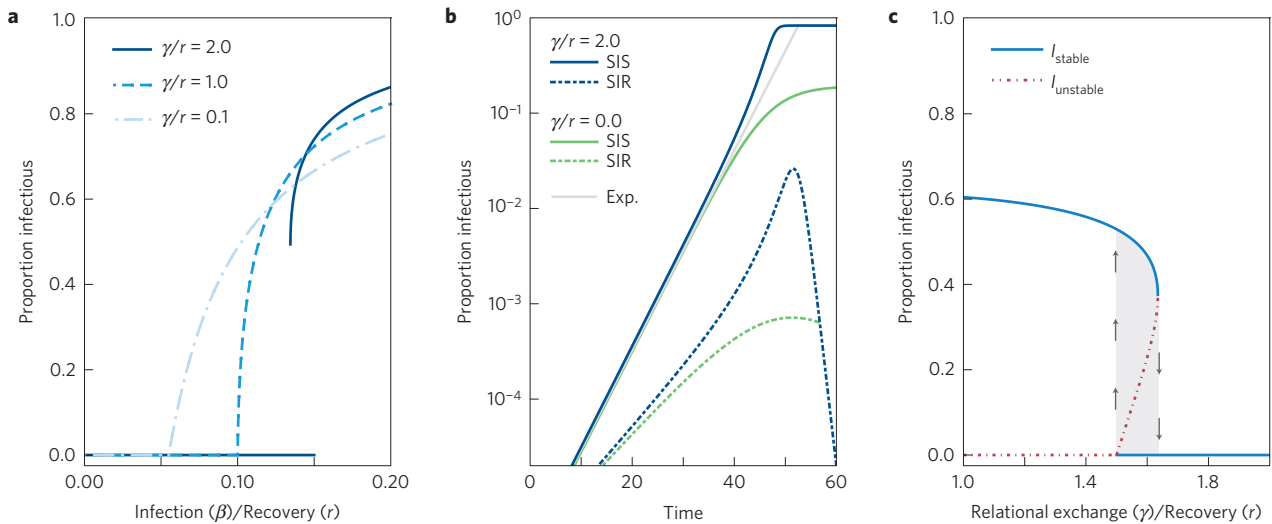 a
γ/r = 2.0
γ/r = 1.0
γ/r = 0.1
1.0
0.8
0.6
0.4
0.2
0.0
Proportion infectious
0.00
0.10
0.20
Infection (β)/Recovery (r)
b
γ/r = 2.0
SIS
SIR
γ/r = 0.0
SIS
SIR
Exp.
10⁰
10⁻¹
10⁻²
10⁻³
10⁻⁴
Proportion infectious
0
20
40
60
Time
c
I stable
I unstable
1.0
0.8
0.6
0.4
0.2
0.0
Proportion infectious
1.0
1.4
1.8
Relational exchange (γ)/Recovery (r)